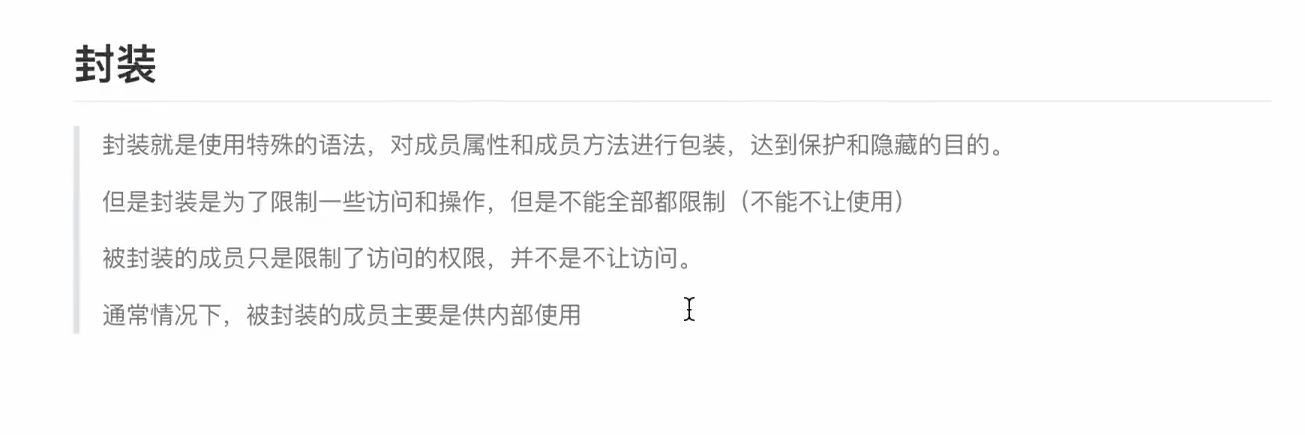 封装
封装就是使用特殊的语法，对成员属性和成员方法进行包装，达到保护和隐藏的目的。
但是封装是为了限制一些访问和操作，但是不能全部都限制（不能不让使用）
被封装的成员只是限制了访问的权限，并不是不让访问。
通常情况下，被封装的成员主要是供内部使用